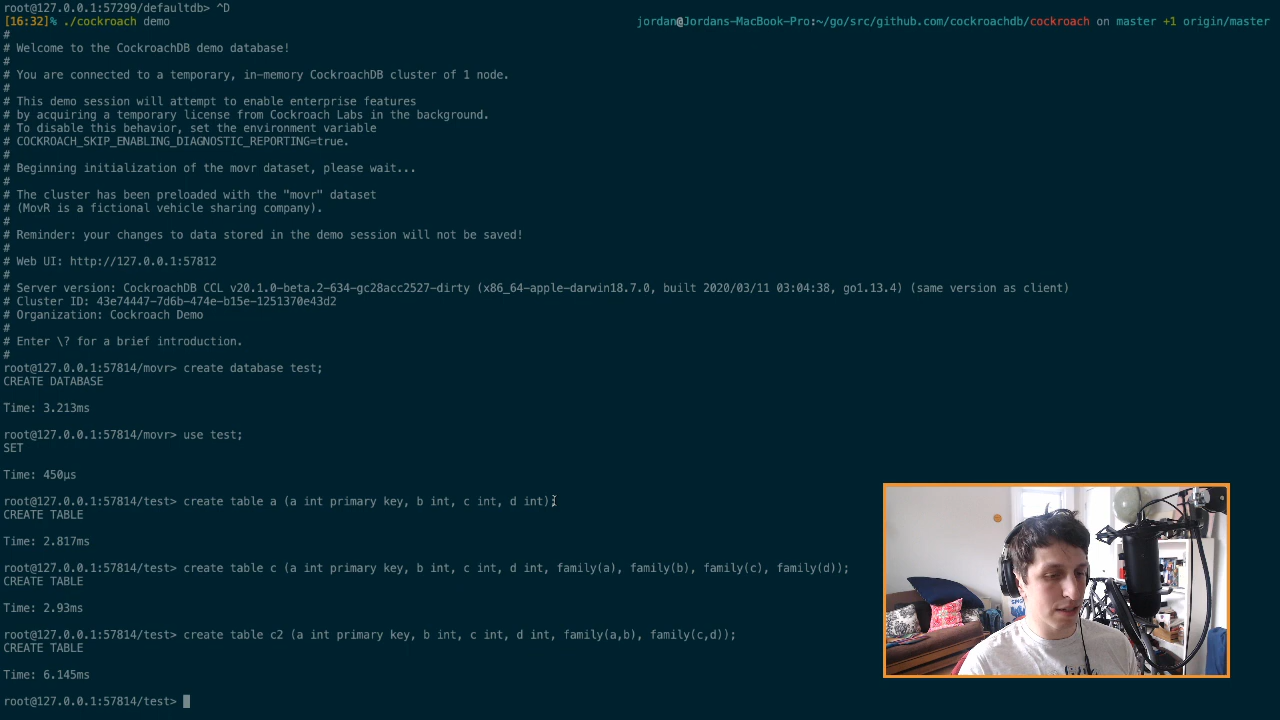 root@127.0.0.1:57299/defaultdb> ^D
[16:32]% ./cockroach demo jordan@Jordans-MacBook-Pro:~/go/src/github.com/cockroachdb/cockroach on master +1 origin/master
#
# Welcome to the CockroachDB demo database!
#
# You are connected to a temporary, in-memory CockroachDB cluster of 1 node.
#
# This demo session will attempt to enable enterprise features
# by acquiring a temporary license from Cockroach Labs in the background.
# To disable this behavior, set the environment variable
# COCKROACH_SKIP_ENABLING_DIAGNOSTIC_REPORTING=true.
#
# Beginning initialization of the movr dataset, please wait...
#
# The cluster has been preloaded with the "movr" dataset
# (MovR is a fictional vehicle sharing company).
#
# Reminder: your changes to data stored in the demo session will not be saved!
#
# Web UI: http://127.0.0.1:57812
#
# Server version: CockroachDB CCL v20.1.0-beta.2-634-gc28acc2527-dirty (x86_64-apple-darwin18.7.0, built 2020/03/11 03:04:38, go1.13.4) (same version as client)
# Cluster ID: 43e74447-7d6b-474e-b15e-1251370e43d2
# Organization: Cockroach Demo
#
# Enter \? for a brief introduction.
#
root@127.0.0.1:57814/movr> create database test;
CREATE DATABASE
Time: 3.213ms
root@127.0.0.1:57814/movr> use test;
SET
Time: 450µs
root@127.0.0.1:57814/test> create table a (a int primary key, b int, c int, d int);
CREATE TABLE
Time: 2.817ms
root@127.0.0.1:57814/test> create table c (a int primary key, b int, c int, d int, family(a), family(b), family(c), family(d));
CREATE TABLE
Time: 2.93ms
root@127.0.0.1:57814/test> create table c2 (a int primary key, b int, c int, d int, family(a,b), family(c,d));
CREATE TABLE
Time: 6.145ms
root@127.0.0.1:57814/test>